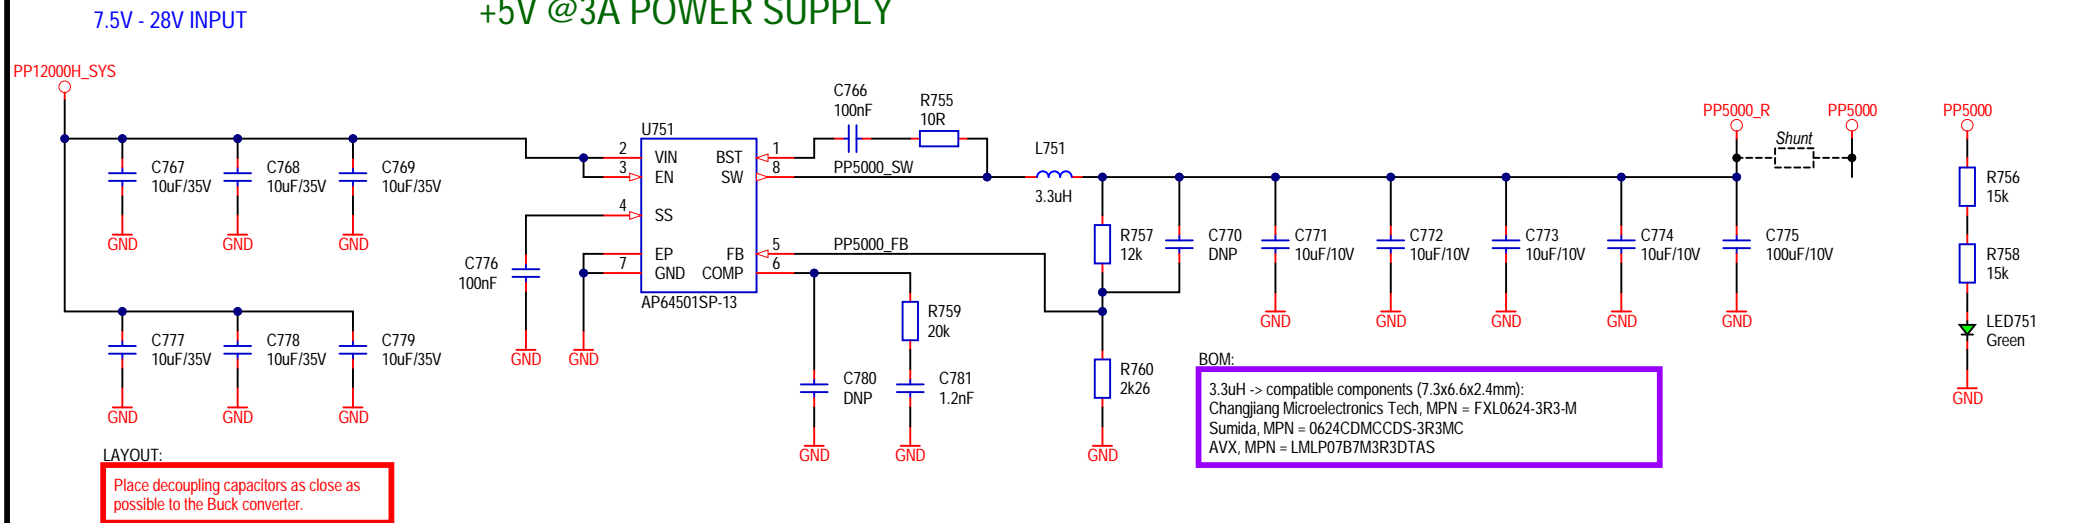 +5V @3A POWER SUPPLY
7.5V - 28V INPUT
PP12000H_SYS
C767
10uF/35V
GND
C768
10uF/35V
GND
C769
10uF/35V
GND
C777
10uF/35V
GND
C778
10uF/35V
GND
C779
10uF/35V
GND
LAYOUT:
Place decoupling capacitors as close as
possible to the Buck converter.
C776
100nF
GND
GND
U751
2 VIN BST 1
3 EN SW 8
4 SS
EP FB 5
7 GND COMP 6
AP64501SP-13
C766
100nF
R755
10R
PP5000_SW
PP5000_FB
L751
3.3uH
R759
20k
C780
DNP
GND
C781
1.2nF
GND
R757
12k
C770
DNP
R760
2k26
GND
C771
10uF/10V
GND
C772
10uF/10V
GND
C773
10uF/10V
GND
C774
10uF/10V
GND
C775
100uF/10V
GND
PP5000_R
Shunt
PP5000
PP5000
R756
15k
R758
15k
LED751
Green
GND
BOM:
3.3uH -> compatible components (7.3x6.6x2.4mm):
Changjiang Microelectronics Tech, MPN = FXL0624-3R3-M
Sumida, MPN = 0624CDMCCDS-3R3MC
AVX, MPN = LMLP07B7M3R3DTAS